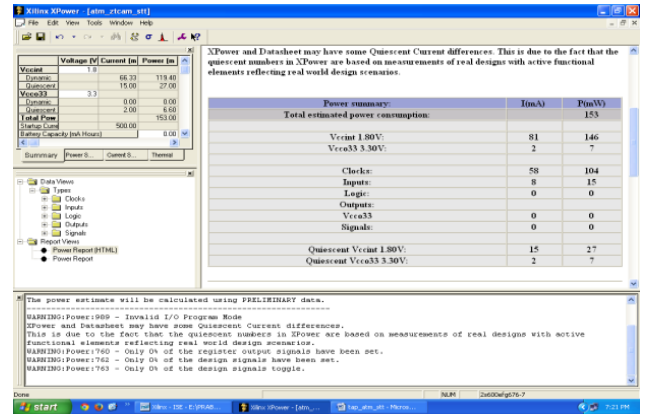 Xilinx XPower - [atm_ztcam_stt]
File Edit View Tools Window Help
Voltage [V Current [m Power [m
Vccint 1.8
Dynamic 66.33 119.40
Quiescent 15.00 27.00
Vcco33 3.3
Dynamic 0.00 0.00
Quiescent 2.00 6.60
Total Pow 153.00
Startup Curre 500.00
Battery Capacity (mA Hours) 0.00
Summary Power S... Current S... Thermal
Data Views
Types
Clocks
Inputs
Logic
Outputs
Signals
Report Views
Power Report (HTML)
Power Report
XPower and Datasheet may have some Quiescent Current differences. This is due to the fact that the
quiescent numbers in XPower are based on measurements of real designs with active functional
elements reflecting real world design scenarios.
Power summary: I(mA) P(mW)
Total estimated power consumption: 153
Vccint 1.80V: 81 146
Vcco33 3.30V: 2 7
Clocks: 58 104
Inputs: 8 15
Logic: 0 0
Outputs:
Vcco33 0 0
Signals: 0 0
Quiescent Vccint 1.80V: 15 27
Quiescent Vcco33 3.30V: 2 7
The power estimate will be calculated using PRELIMINARY data.
WARNING:Power:989 - Invalid I/O Program Mode
XPower and Datasheet may have some Quiescent Current differences.
This is due to the fact that the quiescent numbers in XPower are based on measurements of real designs with active
functional elements reflecting real world design scenarios.
WARNING:Power:760 - Only 0% of the register output signals have been set.
WARNING:Power:762 - Only 0% of the design signals have been set.
WARNING:Power:763 - Only 0% of the design signals toggle.
Done NUM 2s600efg676-7
start Xilinx - ISE - E:\PRAB... Xilinx XPower - [atm_... tap_atm_stt - Micros... 7:21 PM